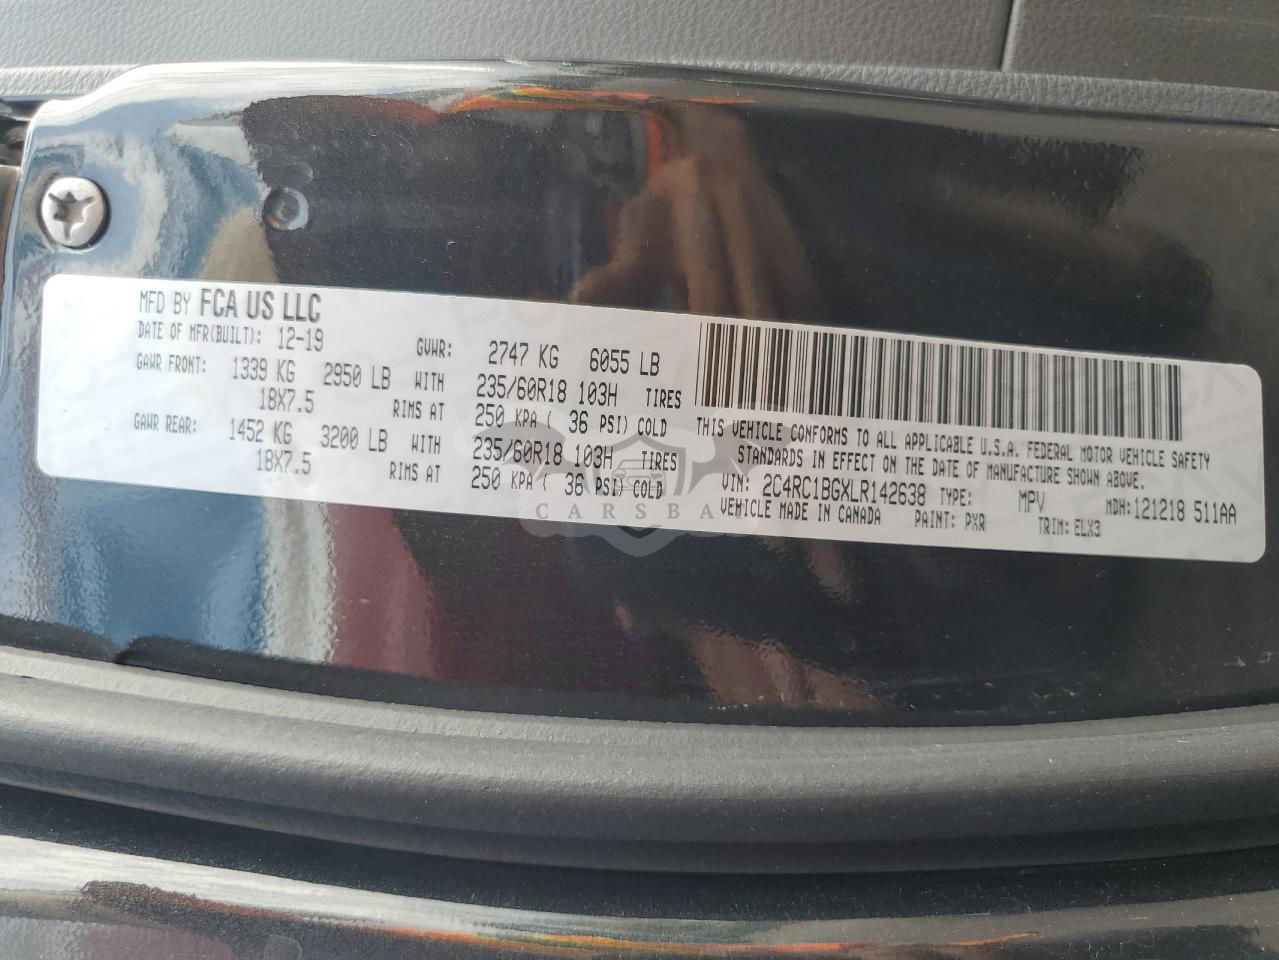 MFD BY FCA US LLC
DATE OF MFR(BUILT): 12-19 GVWR: 2747 KG 6055 LB
GAWR FRONT: 1339 KG 2950 LB WITH 235/60R18 103H TIRES
18X7.5 RIMS AT 250 KPA ( 36 PSI) COLD
GAWR REAR: 1452 KG 3200 LB WITH 235/60R18 103H TIRES
18X7.5 RIMS AT 250 KPA ( 36 PSI) COLD
THIS VEHICLE CONFORMS TO ALL APPLICABLE U.S.A. FEDERAL MOTOR VEHICLE SAFETY
STANDARDS IN EFFECT ON THE DATE OF MANUFACTURE SHOWN ABOVE.
VIN: 2C4RC1BGXLR142638 TYPE: MPV MDH:121218 511AA
VEHICLE MADE IN CANADA PAINT: PXR TRIM: ELX3